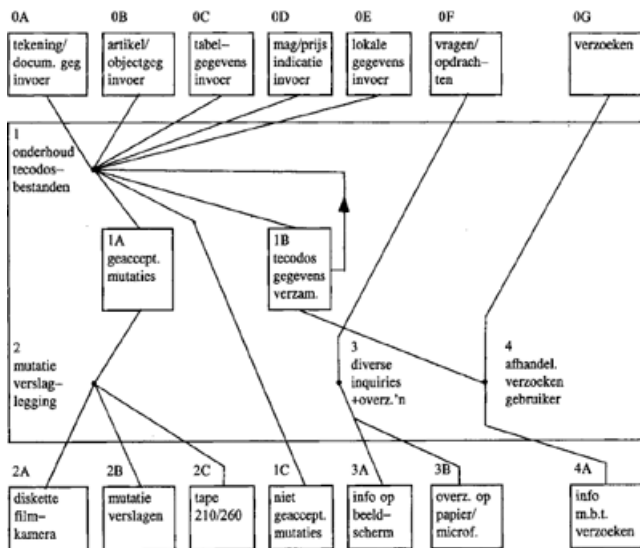 0A
0B
0C
0D
0E
0F
0G
tekening/
docum. geg
invoer
artikel/
objectgeg
invoer
tabel-
gegevens
invoer
mag/prijs
indicatie
invoer
lokale
gegevens
invoer
vragen/
opdrach-
ten
verzoeken
1
onderhoud
tecodos-
bestanden
1A
geaccept.
mutaties
1B
tecodos
gegevens
verzam.
2
mutatie
verslag-
legging
3
diverse
inquiries
+overz.'n
4
afhandel.
verzoeken
gebruiker
2A
2B
2C
1C
3A
3B
4A
diskette
film-
kamera
mutatie
verslagen
tape
210/260
niet
geaccept.
mutaties
info op
beeld-
scherm
overz. op
papier/
microf.
info
m.b.t.
verzoeken